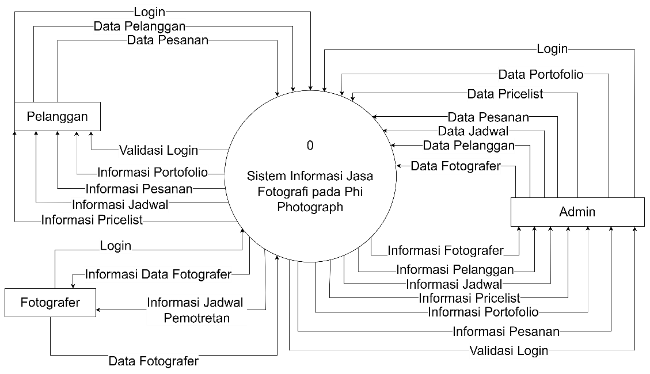 Login
Data Pelanggan
Data Pesanan
Pelanggan
Validasi Login
Informasi Portofolio
Informasi Pesanan
Informasi Jadwal
Informasi Pricelist
0
Sistem Informasi Jasa
Fotografi pada Phi
Photograph
Login
Data Portofolio
Data Pricelist
Data Pesanan
Data Jadwal
Data Pelanggan
Data Fotografer
Admin
Informasi Fotografer
Informasi Pelanggan
Informasi Jadwal
Informasi Pricelist
Informasi Portofolio
Informasi Pesanan
Validasi Login
Login
Informasi Data Fotografer
Fotografer
Informasi Jadwal
Pemotretan
Data Fotografer